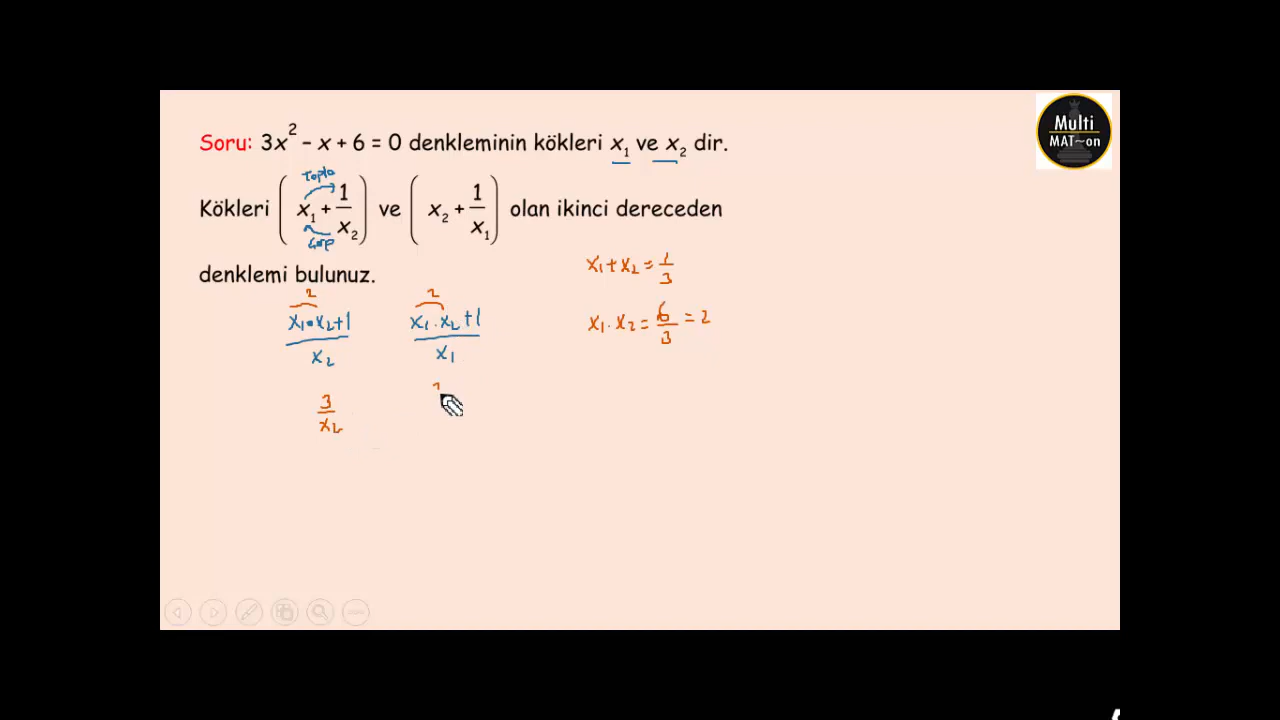 Multi
MAT~on
Soru: 3x² - x + 6 = 0 denkleminin kökleri x₁ ve x₂ dir.
Topla
Kökleri (x₁ + 1/x₂) ve (x₂ + 1/x₁) olan ikinci dereceden
Çarp
denklemi bulunuz.
x₁ + x₂ = 1/3
2 2
x₁·x₂+1/x₂ x₁·x₂+1/x₁
x₁·x₂ = 6/3 = 2
3/x₂